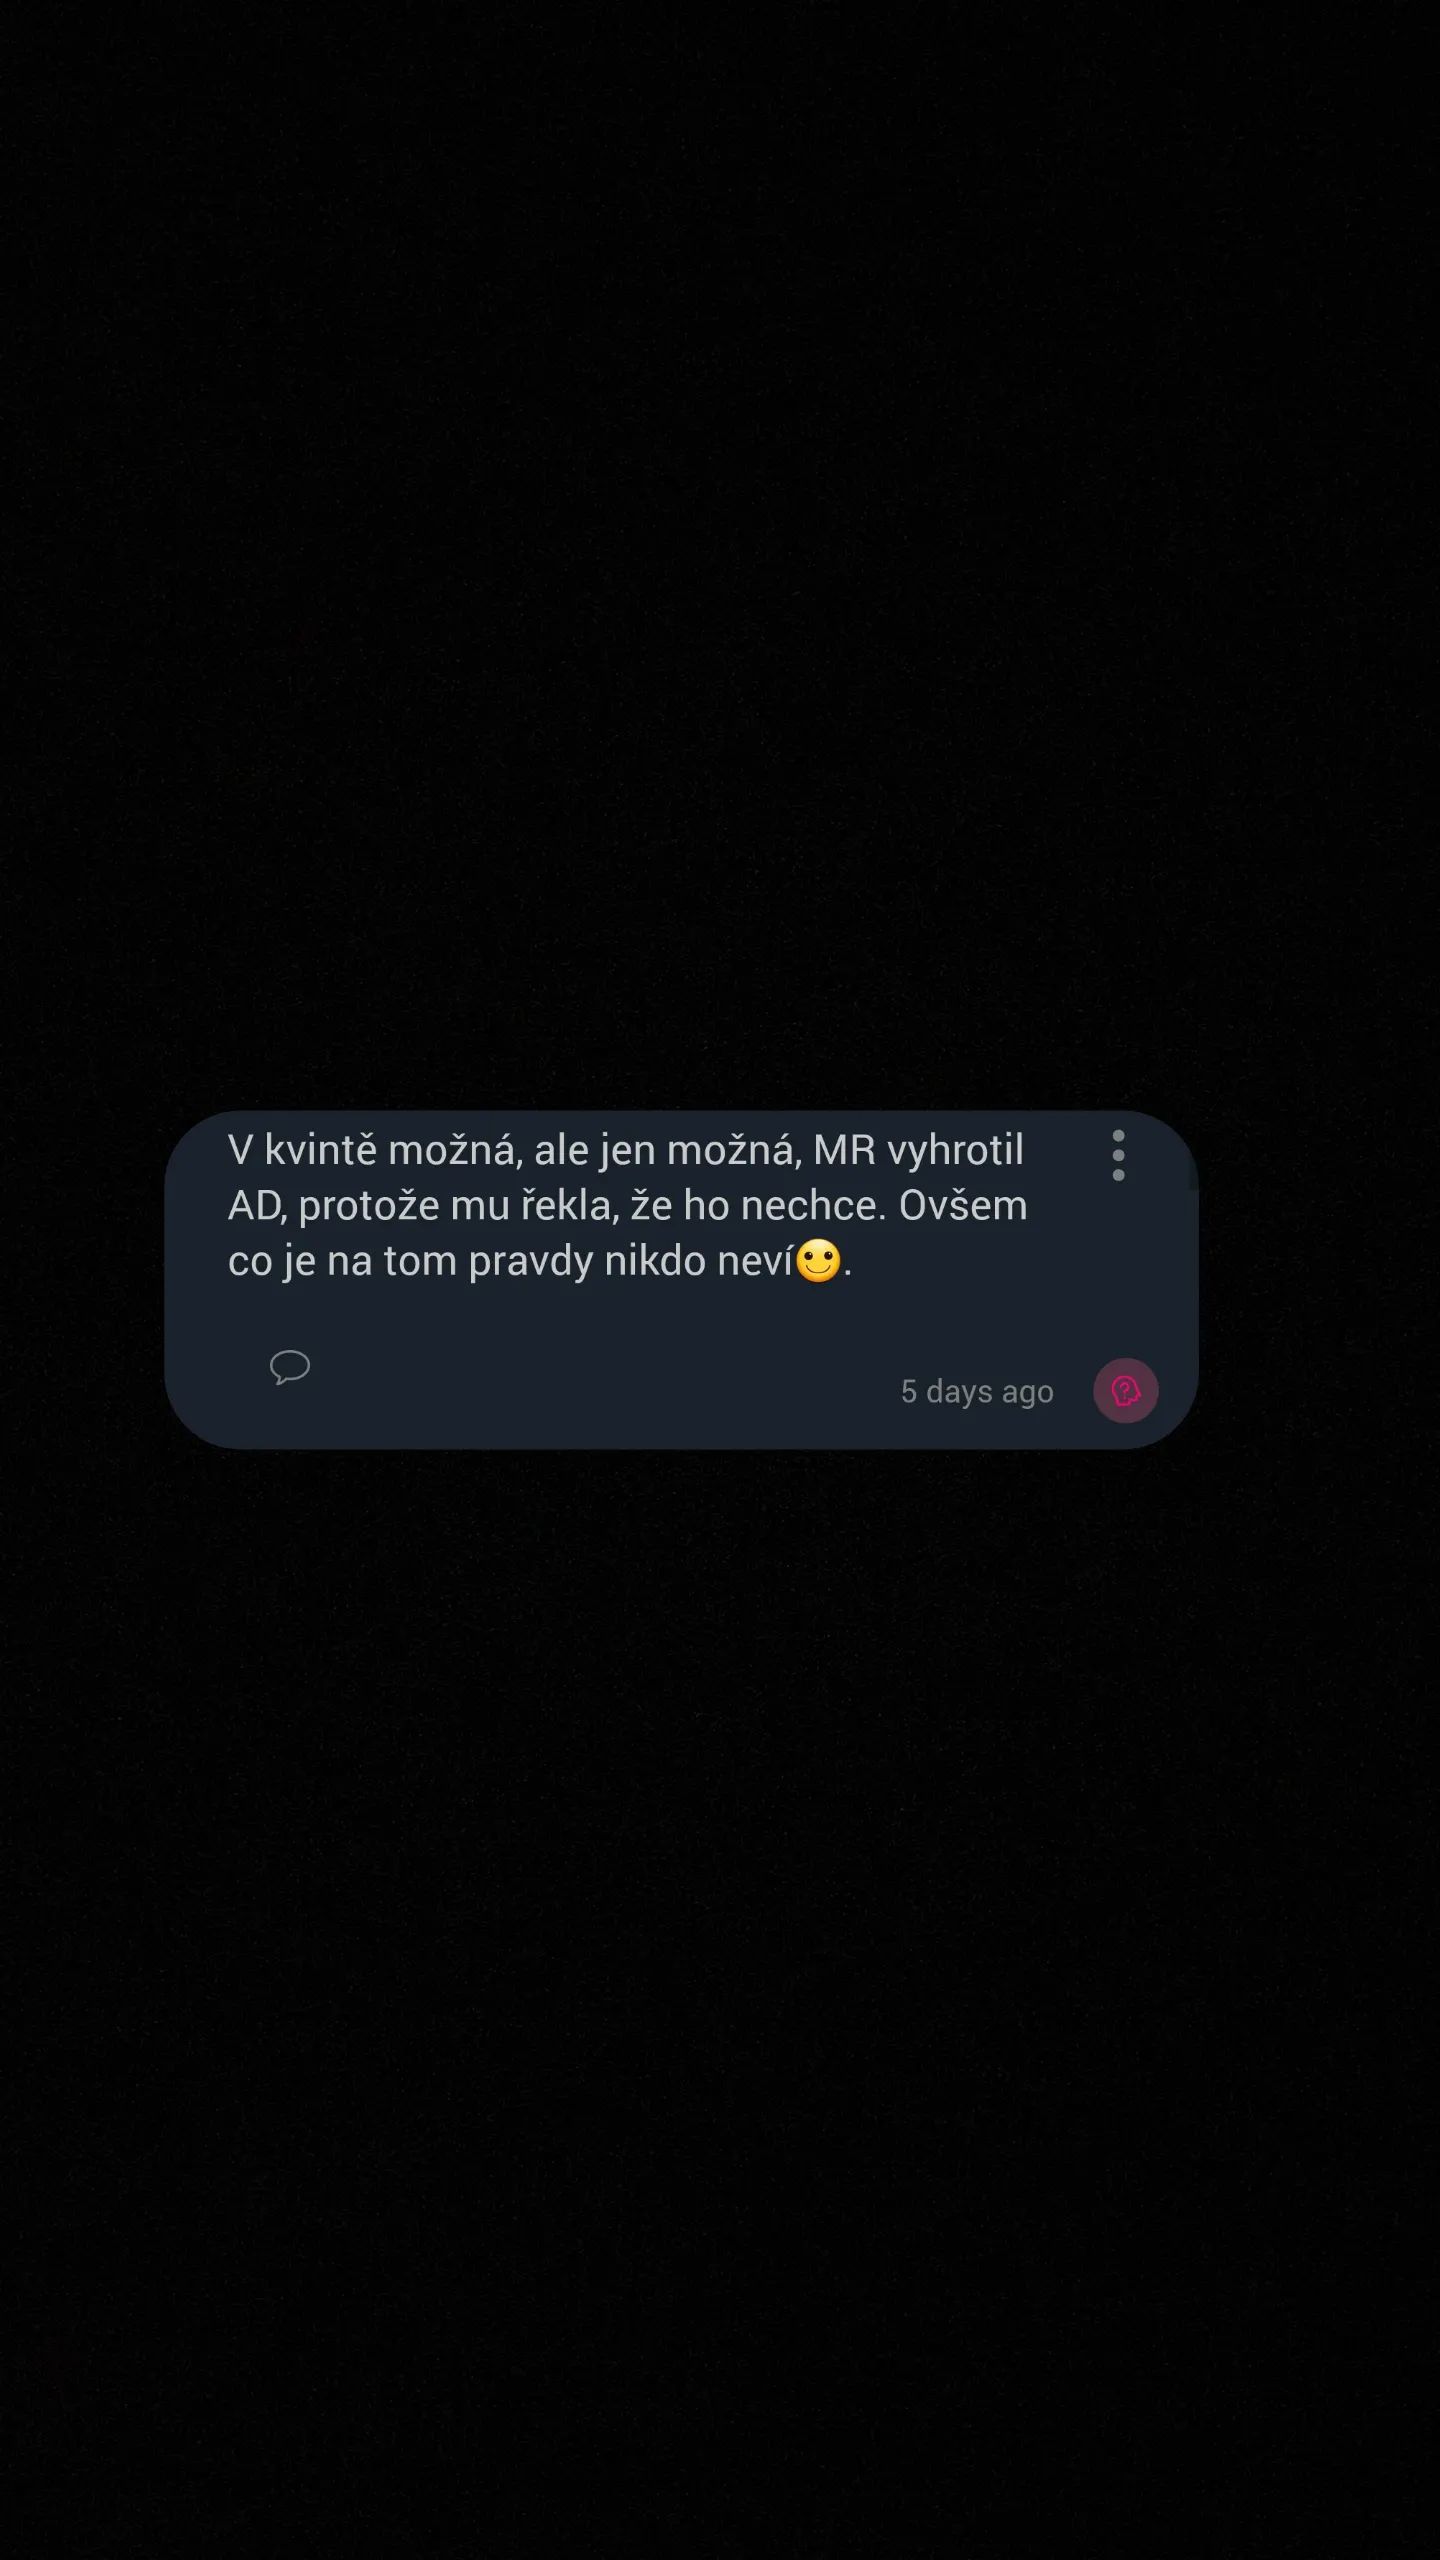 V kvintě možná, ale jen možná, MR vyhrotil
AD, protože mu řekla, že ho nechce. Ovšem
co je na tom pravdy nikdo neví🙂.
5 days ago